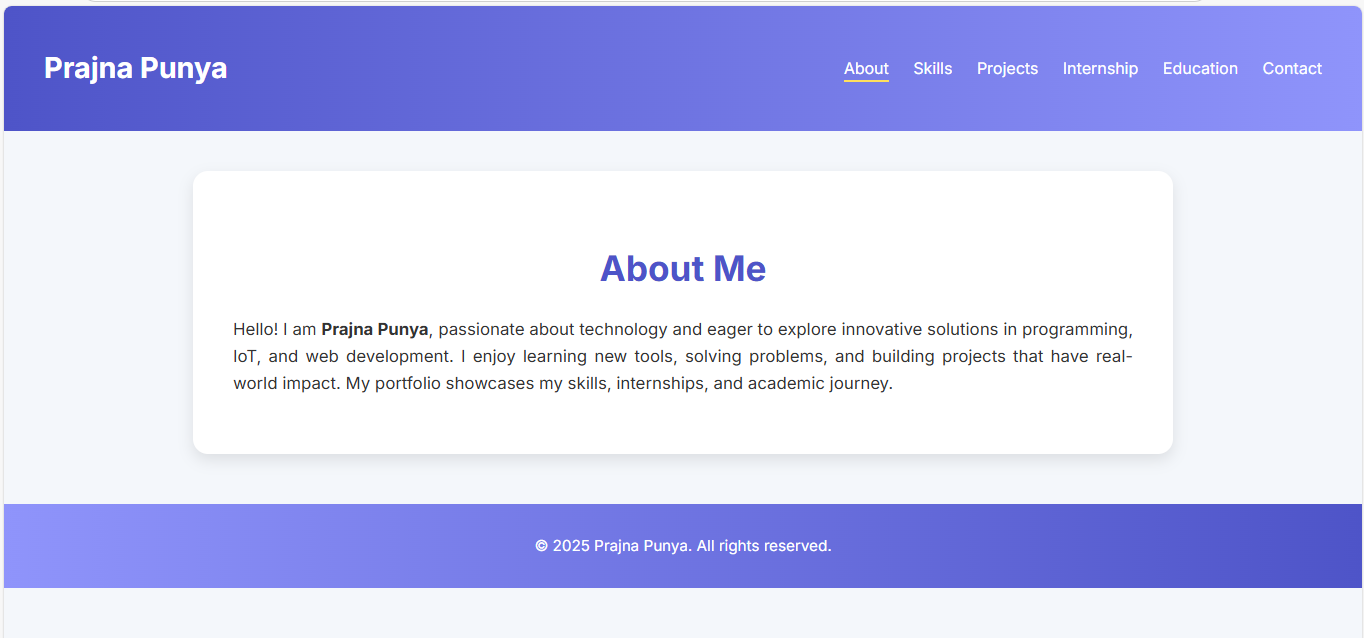 Prajna Punya
About Skills Projects Internship Education Contact
About Me
Hello! I am Prajna Punya, passionate about technology and eager to explore innovative solutions in programming,
IoT, and web development. I enjoy learning new tools, solving problems, and building projects that have real-
world impact. My portfolio showcases my skills, internships, and academic journey.
© 2025 Prajna Punya. All rights reserved.